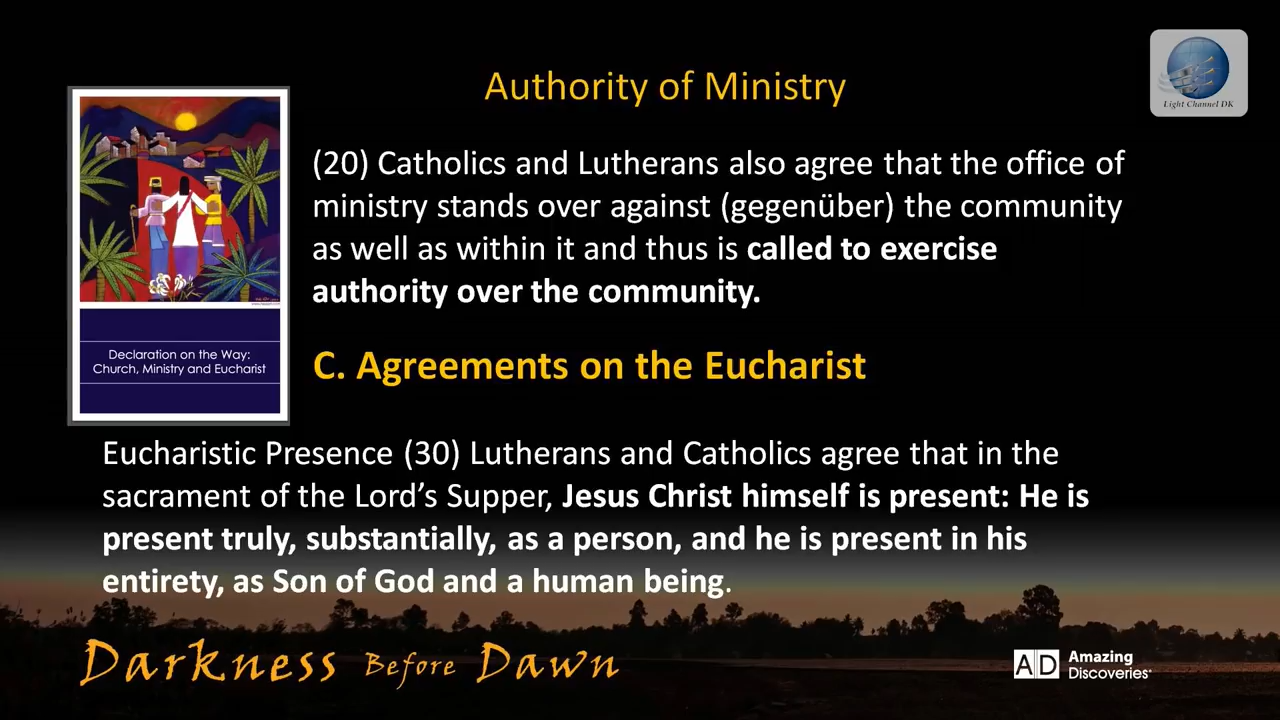 Authority of Ministry
Light Channel DK
(20) Catholics and Lutherans also agree that the office of
ministry stands over against (gegenüber) the community
as well as within it and thus is called to exercise
authority over the community.
Declaration on the Way:
Church, Ministry and Eucharist
C. Agreements on the Eucharist
Eucharistic Presence (30) Lutherans and Catholics agree that in the
sacrament of the Lord’s Supper, Jesus Christ himself is present: He is
present truly, substantially, as a person, and he is present in his
entirety, as Son of God and a human being.
Darkness Before Dawn
AD Amazing
Discoveries